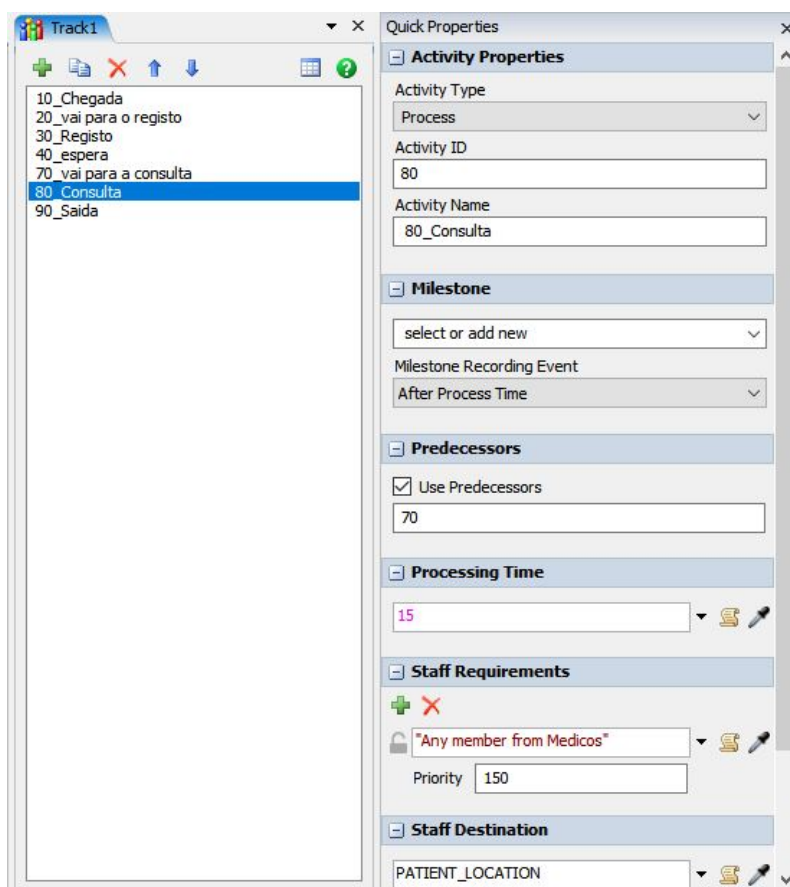 Track1
10_Chegada
20_vai para o registo
30_Registo
40_espera
70_vai para a consulta
80_Consulta
90_Saida
Quick Properties
Activity Properties
Activity Type
Process
Activity ID
80
Activity Name
80_Consulta
Milestone
select or add new
Milestone Recording Event
After Process Time
Predecessors
Use Predecessors
70
Processing Time
15
Staff Requirements
"Any member from Medicos"
Priority 150
Staff Destination
PATIENT_LOCATION